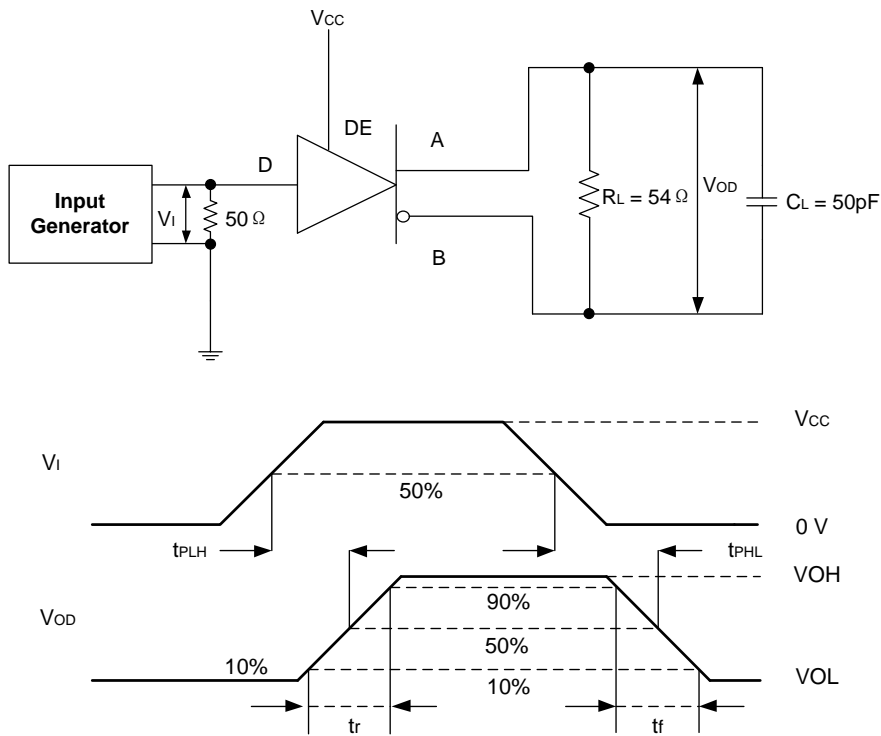 VCC
DE
A
D
Input
Generator
VI
50 Ω
RL = 54 Ω
VOD
CL = 50pF
B
VCC
VI
50%
0 V
tPLH
tPHL
VOH
90%
VOD
50%
10%
10%
VOL
tr
tf